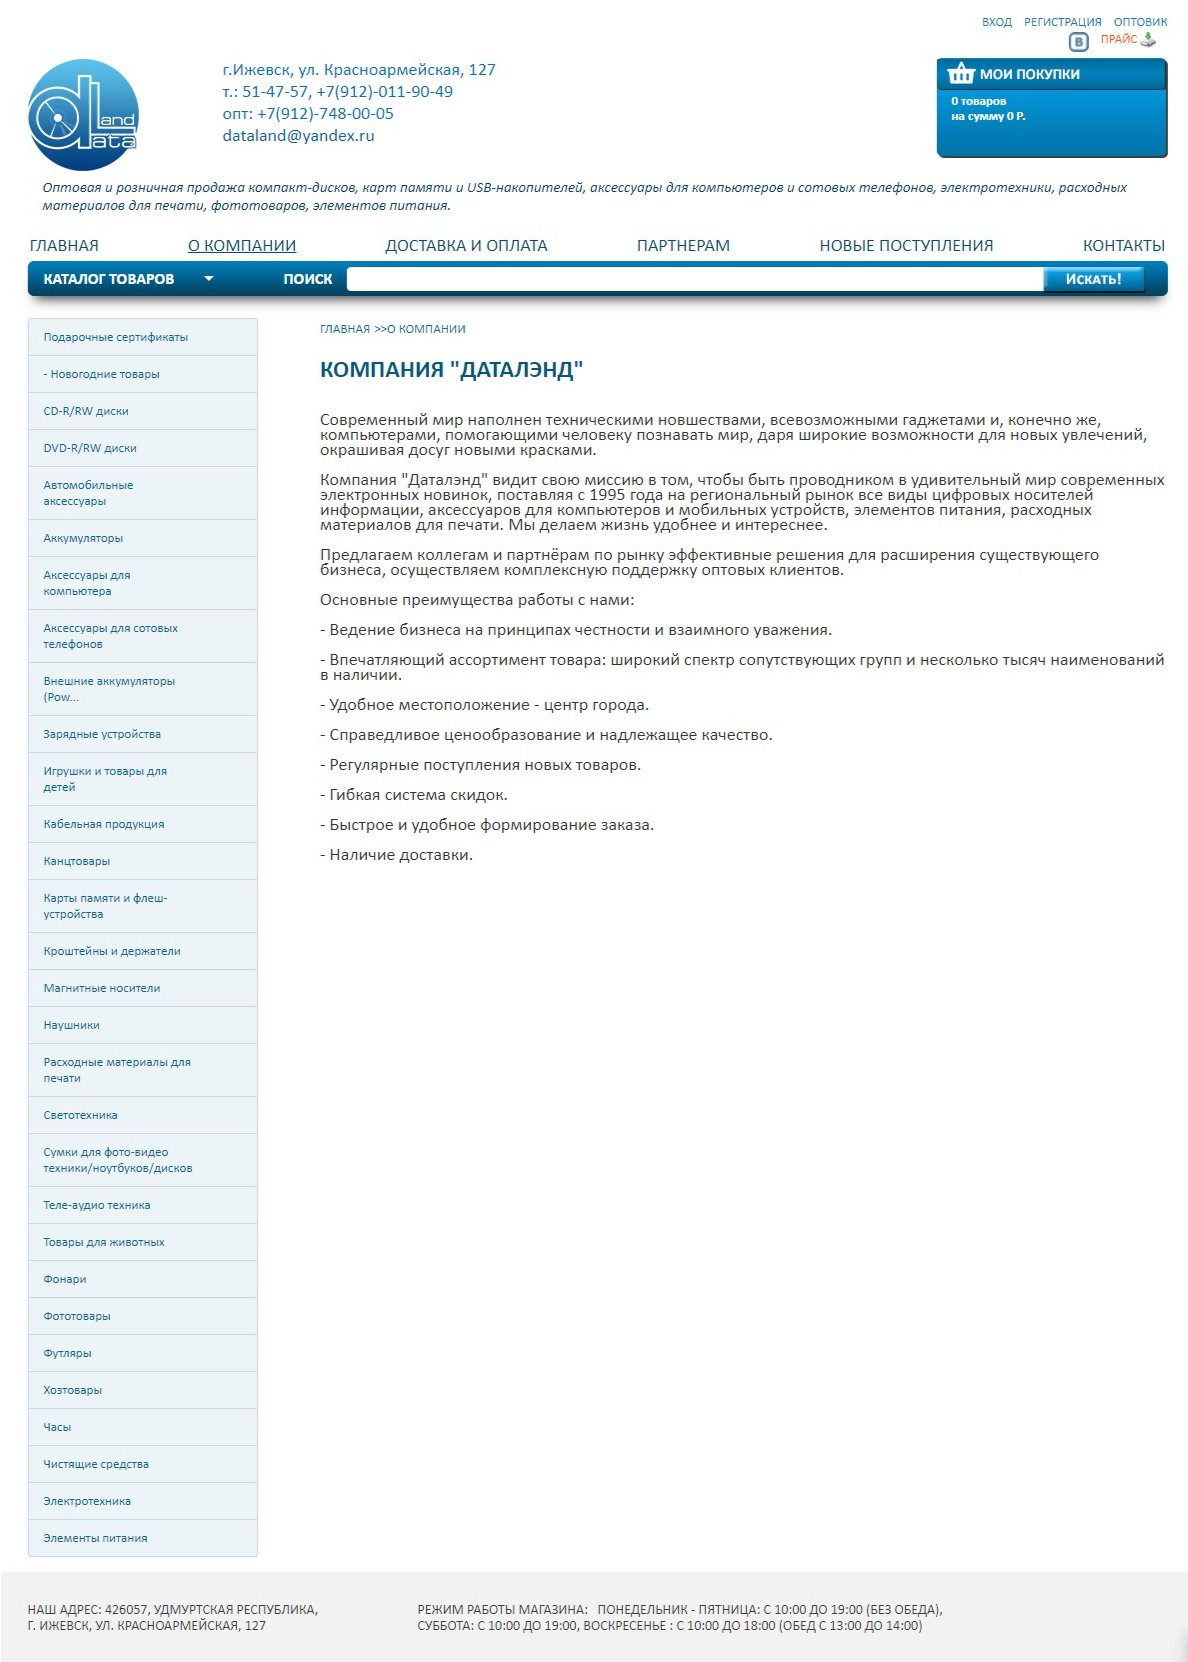 ВХОД РЕГИСТРАЦИЯ ОПТОВИК
В ПРАЙС
Land
Data
г.Ижевск, ул. Красноармейская, 127
т.: 51-47-57, +7(912)-011-90-49
опт: +7(912)-748-00-05
dataland@yandex.ru
МОИ ПОКУПКИ
0 товаров
на сумму 0 Р.
Оптовая и розничная продажа компакт-дисков, карт памяти и USB-накопителей, аксессуары для компьютеров и сотовых телефонов, электротехники, расходных
материалов для печати, фототоваров, элементов питания.
ГЛАВНАЯ О КОМПАНИИ ДОСТАВКА И ОПЛАТА ПАРТНЕРАМ НОВЫЕ ПОСТУПЛЕНИЯ КОНТАКТЫ
КАТАЛОГ ТОВАРОВ ПОИСК Искать!
Подарочные сертификаты
- Новогодние товары
CD-R/RW диски
DVD-R/RW диски
Автомобильные
аксессуары
Аккумуляторы
Аксессуары для
компьютера
Аксессуары для сотовых
телефонов
Внешние аккумуляторы
(Pow...
Зарядные устройства
Игрушки и товары для
детей
Кабельная продукция
Канцтовары
Карты памяти и флеш-
устройства
Кроштейны и держатели
Магнитные носители
Наушники
Расходные материалы для
печати
Светотехника
Сумки для фото-видео
техники/ноутбуков/дисков
Теле-аудио техника
Товары для животных
Фонари
Фототовары
Футляры
Хозтовары
Часы
Чистящие средства
Электротехника
Элементы питания
ГЛАВНАЯ >>О КОМПАНИИ
КОМПАНИЯ "ДАТАЛЭНД"
Современный мир наполнен техническими новшествами, всевозможными гаджетами и, конечно же,
компьютерами, помогающими человеку познавать мир, даря широкие возможности для новых увлечений,
окрашивая досуг новыми красками.
Компания "Даталэнд" видит свою миссию в том, чтобы быть проводником в удивительный мир современных
электронных новинок, поставляя с 1995 года на региональный рынок все виды цифровых носителей
информации, аксессуаров для компьютеров и мобильных устройств, элементов питания, расходных
материалов для печати. Мы делаем жизнь удобнее и интереснее.
Предлагаем коллегам и партнёрам по рынку эффективные решения для расширения существующего
бизнеса, осуществляем комплексную поддержку оптовых клиентов.
Основные преимущества работы с нами:
- Ведение бизнеса на принципах честности и взаимного уважения.
- Впечатляющий ассортимент товара: широкий спектр сопутствующих групп и несколько тысяч наименований
в наличии.
- Удобное местоположение - центр города.
- Справедливое ценообразование и надлежащее качество.
- Регулярные поступления новых товаров.
- Гибкая система скидок.
- Быстрое и удобное формирование заказа.
- Наличие доставки.
НАШ АДРЕС: 426057, УДМУРТСКАЯ РЕСПУБЛИКА,
Г. ИЖЕВСК, УЛ. КРАСНОАРМЕЙСКАЯ, 127
РЕЖИМ РАБОТЫ МАГАЗИНА: ПОНЕДЕЛЬНИК - ПЯТНИЦА: С 10:00 ДО 19:00 (БЕЗ ОБЕДА),
СУББОТА: С 10:00 ДО 19:00, ВОСКРЕСЕНЬЕ : С 10:00 ДО 18:00 (ОБЕД С 13:00 ДО 14:00)